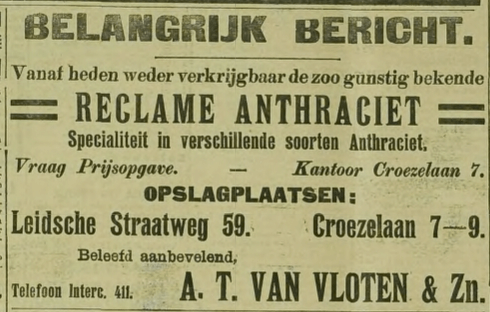 BELANGRIJK BERICHT.
Vanaf heden weder verkrijgbaar de zoo gunstig bekende
RECLAME ANTHRACIET
Specialiteit in verschillende soorten Anthraciet.
Vraag Prijsopgave. — Kantoor Croezelaan 7.
OPSLAGPLAATSEN:
Leidsche Straatweg 59. Croezelaan 7—9.
Beleefd aanbevelend,
Telefoon Interc. 411. A. T. VAN VLOTEN & Zn.